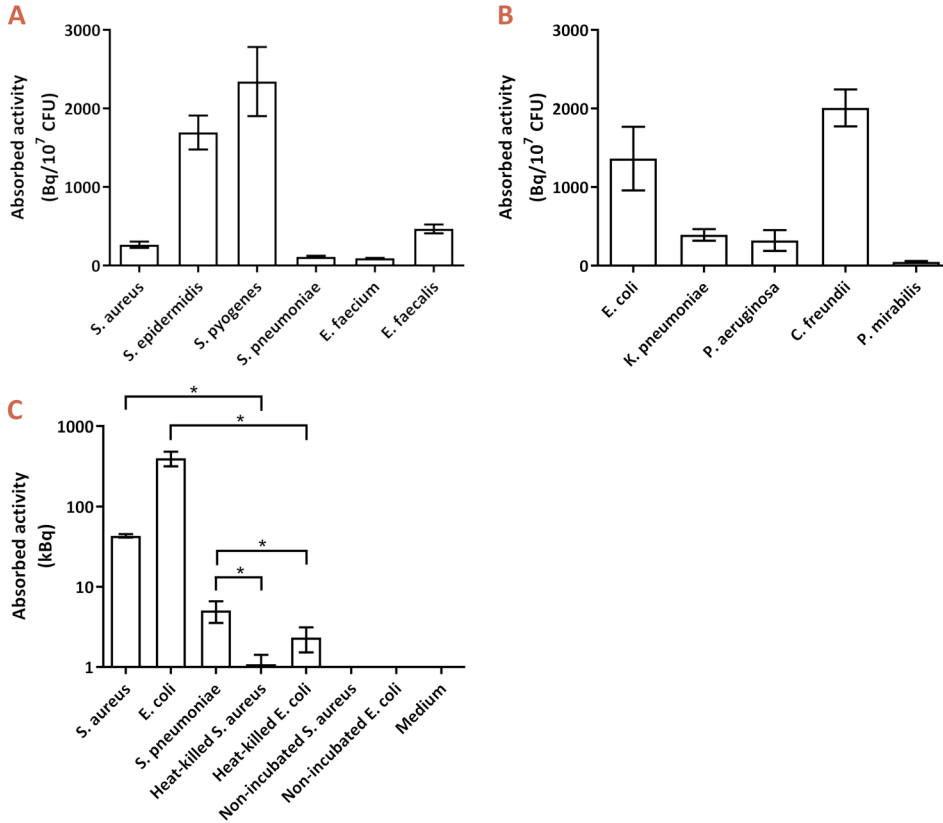 A
Absorbed activity
(Bq/10⁷ CFU)
3000
2000
1000
0
S. aureus
S. epidermidis
S. pyogenes
S. pneumoniae
E. faecium
E. faecalis
B
Absorbed activity
(Bq/10⁷ CFU)
3000
2000
1000
0
E. coli
K. pneumoniae
P. aeruginosa
C. freundii
P. mirabilis
C
Absorbed activity
(kBq)
1000
100
10
1
*
*
*
*
S. aureus
E. coli
S. pneumoniae
Heat-killed S. aureus
Heat-killed E. coli
Non-incubated S. aureus
Non-incubated E. coli
Medium